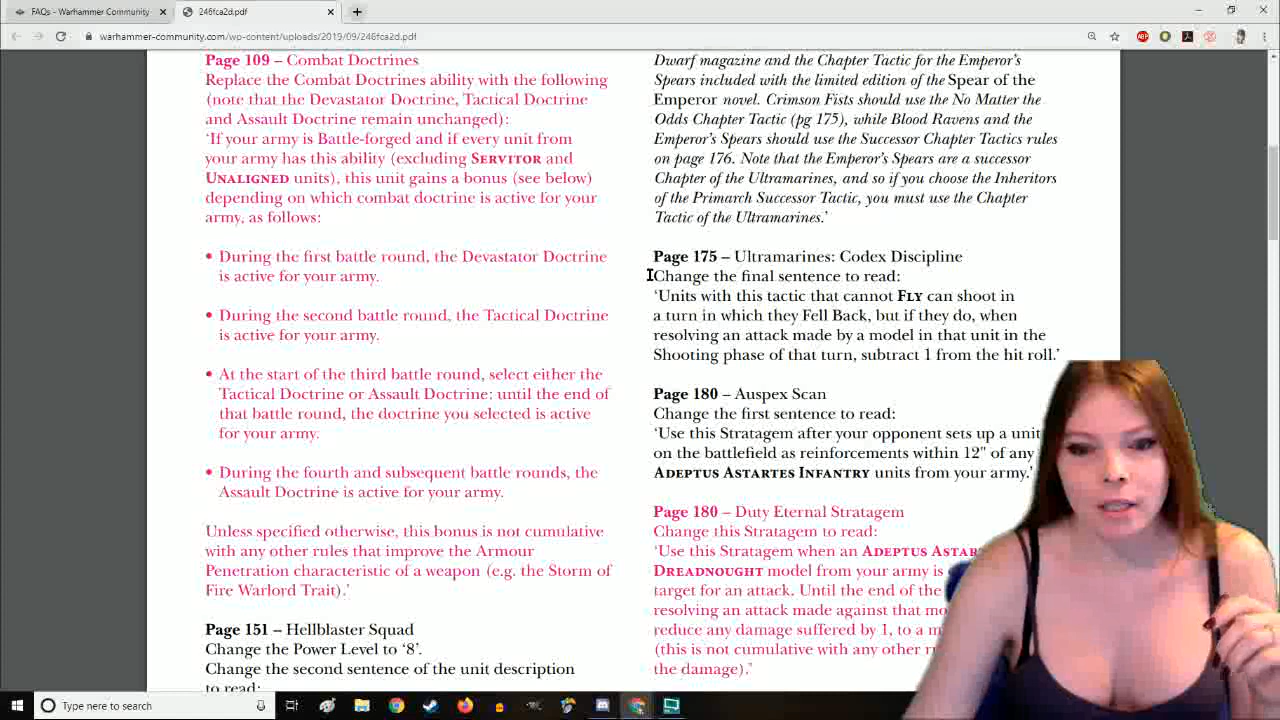 FAQs - Warhammer Community
246fca2d.pdf
warhammer-community.com/wp-content/uploads/2019/09/246fca2d.pdf
Page 109 – Combat Doctrines
Replace the Combat Doctrines ability with the following
(note that the Devastator Doctrine, Tactical Doctrine
and Assault Doctrine remain unchanged):
‘If your army is Battle-forged and if every unit from
your army has this ability (excluding SERVITOR and
UNALIGNED units), this unit gains a bonus (see below)
depending on which combat doctrine is active for your
army, as follows:
• During the first battle round, the Devastator Doctrine
is active for your army.
• During the second battle round, the Tactical Doctrine
is active for your army.
• At the start of the third battle round, select either the
Tactical Doctrine or Assault Doctrine: until the end of
that battle round, the doctrine you selected is active
for your army.
• During the fourth and subsequent battle rounds, the
Assault Doctrine is active for your army.
Unless specified otherwise, this bonus is not cumulative
with any other rules that improve the Armour
Penetration characteristic of a weapon (e.g. the Storm of
Fire Warlord Trait).’
Page 151 – Hellblaster Squad
Change the Power Level to ‘8’.
Change the second sentence of the unit description
to read:
Dwarf magazine and the Chapter Tactic for the Emperor’s
Spears included with the limited edition of the Spear of the
Emperor novel. Crimson Fists should use the No Matter the
Odds Chapter Tactic (pg 175), while Blood Ravens and the
Emperor’s Spears should use the Successor Chapter Tactics rules
on page 176. Note that the Emperor’s Spears are a successor
Chapter of the Ultramarines, and so if you choose the Inheritors
of the Primarch Successor Tactic, you must use the Chapter
Tactic of the Ultramarines.’
Page 175 – Ultramarines: Codex Discipline
Change the final sentence to read:
‘Units with this tactic that cannot FLY can shoot in
a turn in which they Fell Back, but if they do, when
resolving an attack made by a model in that unit in the
Shooting phase of that turn, subtract 1 from the hit roll.’
Page 180 – Auspex Scan
Change the first sentence to read:
‘Use this Stratagem after your opponent sets up a unit
on the battlefield as reinforcements within 12" of any
ADEPTUS ASTARTES INFANTRY units from your army.’
Page 180 – Duty Eternal Stratagem
Change this Stratagem to read:
‘Use this Stratagem when an ADEPTUS ASTAR
DREADNOUGHT model from your army is
target for an attack. Until the end of the
resolving an attack made against that mo
reduce any damage suffered by 1, to a m
(this is not cumulative with any other r
the damage).’
Type here to search